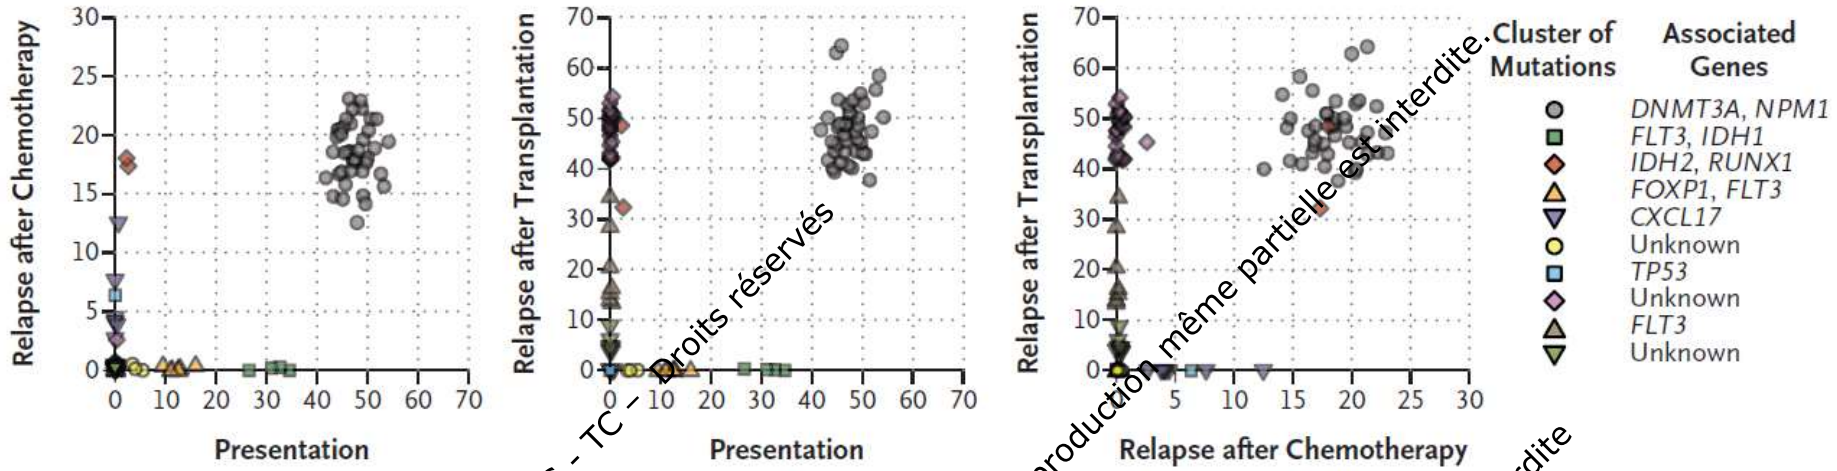 Relapse after Chemotherapy
30
25
20
15
10
5
0
0 10 20 30 40 50 60 70
Presentation
Relapse after Transplantation
70
60
50
40
30
20
10
0
0 10 20 30 40 50 60 70
Presentation
Relapse after Transplantation
70
60
50
40
30
20
10
0
0 5 10 15 20 25 30
Relapse after Chemotherapy
Cluster of Mutations
Associated Genes
DNMT3A, NPM1
FLT3, IDH1
IDH2, RUNX1
FOXP1, FLT3
CXCL17
Unknown
TP53
Unknown
FLT3
Unknown
- TC - Droits réservés
production même partielle est interdite.
rdite